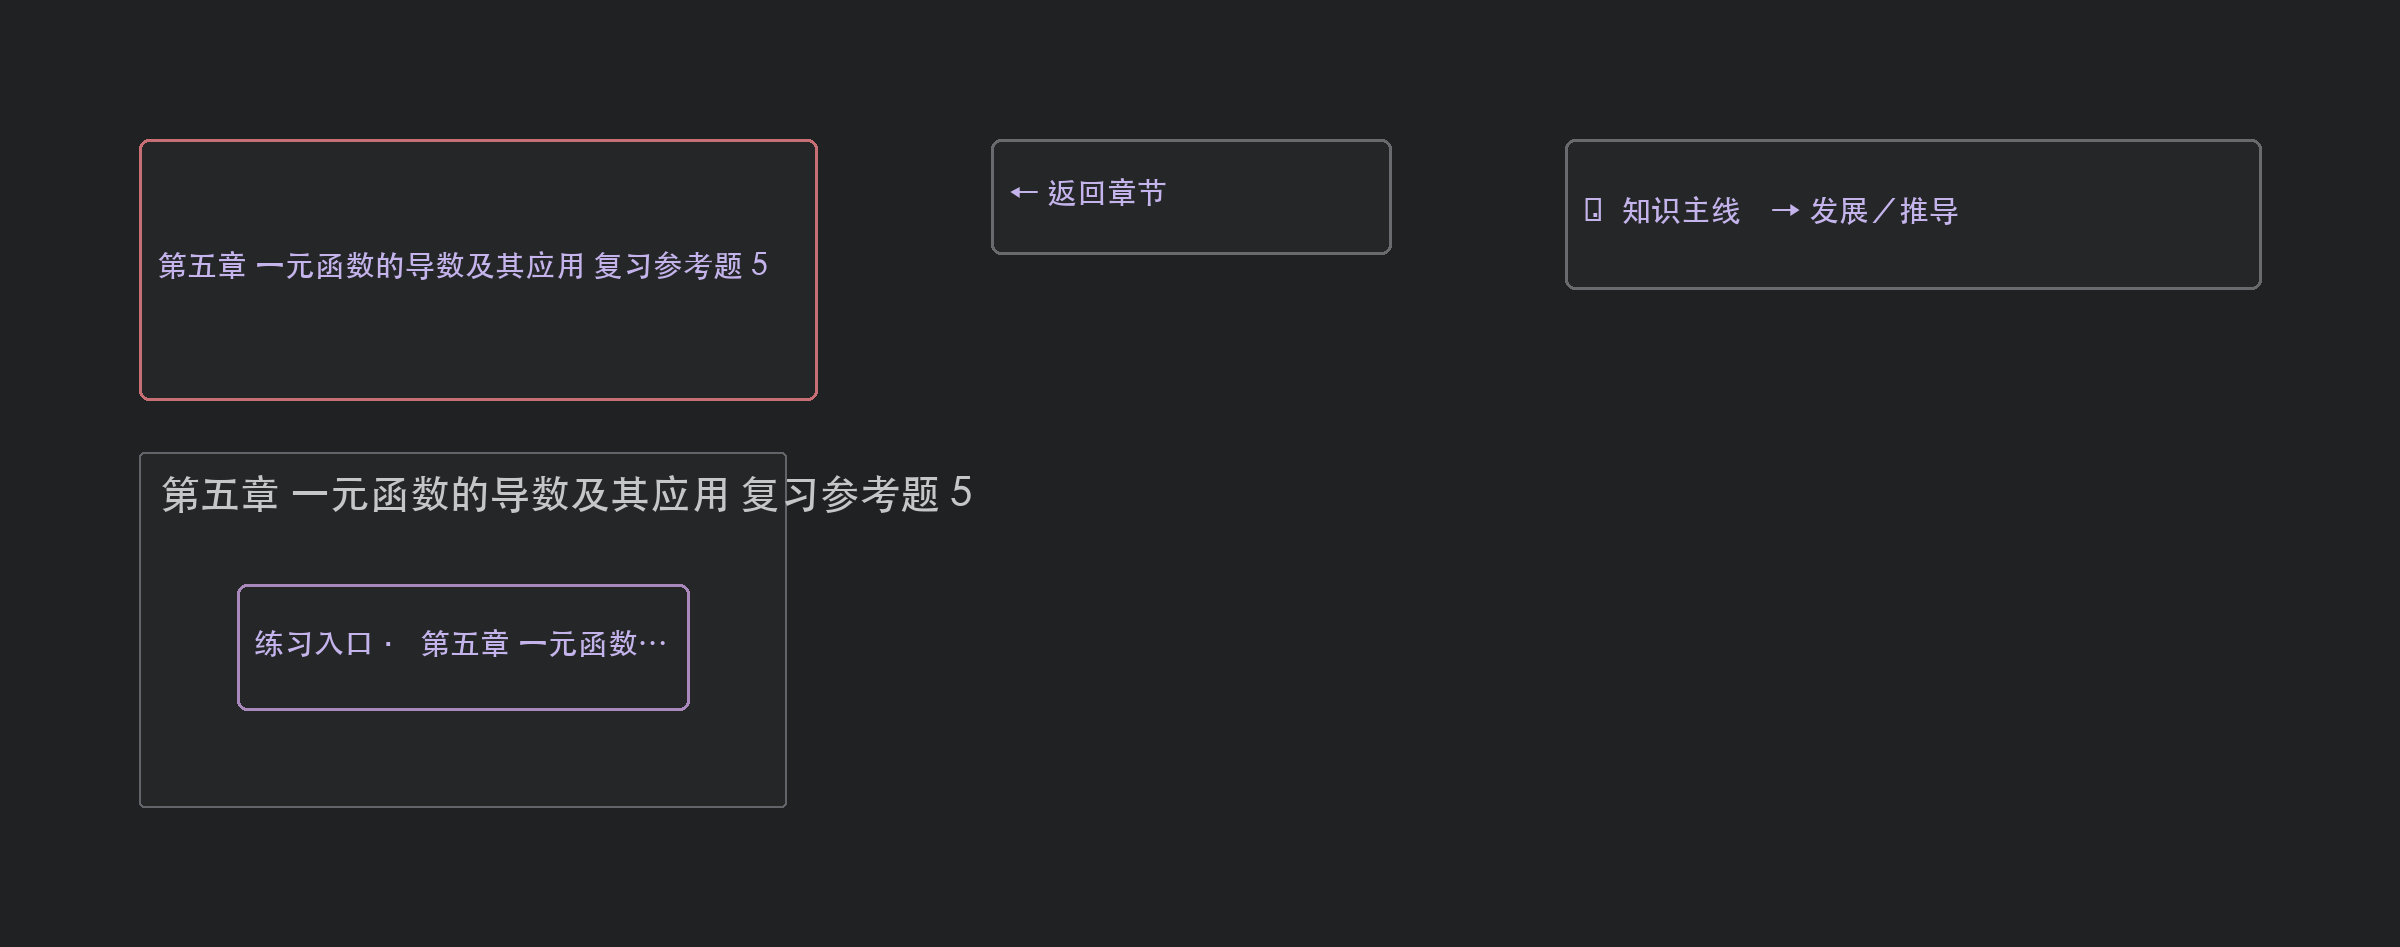 第五章 一元函数的导数及其应用 复习参考题 5
← 返回章节
知识主线 → 发展／推导
第五章 一元函数的导数及其应用 复习参考题 5
练习入口 · 第五章 一元函数…